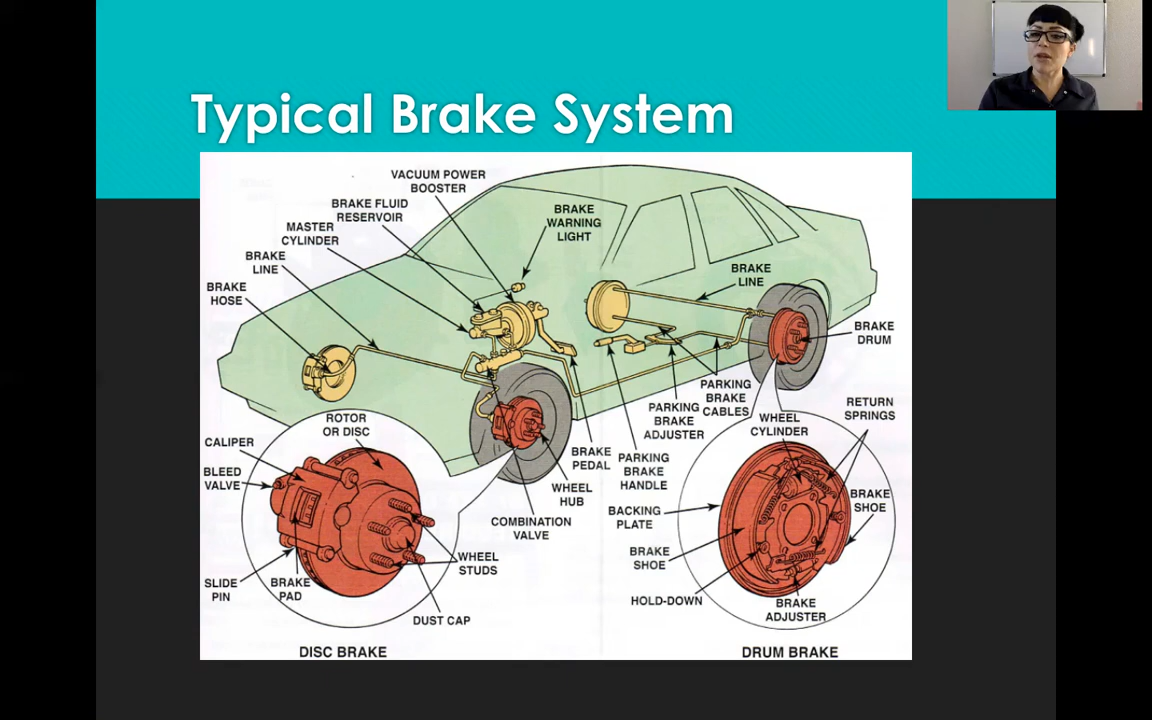 Typical Brake System
VACUUM POWER
BOOSTER
BRAKE FLUID
RESERVOIR
MASTER
CYLINDER
BRAKE
LINE
BRAKE
HOSE
BRAKE
WARNING
LIGHT
BRAKE
LINE
BRAKE
DRUM
PARKING
BRAKE
CABLES
PARKING
BRAKE
ADJUSTER
PARKING
BRAKE
HANDLE
BRAKE
PEDAL
WHEEL
HUB
COMBINATION
VALVE
ROTOR
OR DISC
CALIPER
BLEED
VALVE
SLIDE
PIN
BRAKE
PAD
WHEEL
STUDS
DUST CAP
DISC BRAKE
WHEEL
CYLINDER
RETURN
SPRINGS
BRAKE
SHOE
BACKING
PLATE
BRAKE
SHOE
HOLD-DOWN
BRAKE
ADJUSTER
DRUM BRAKE